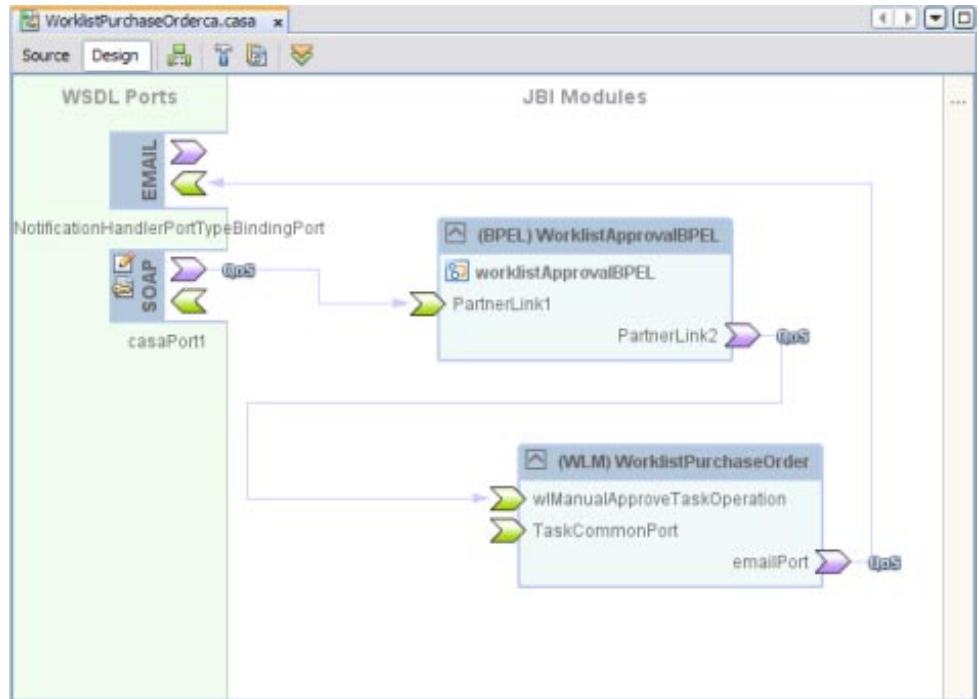 WorklistPurchaseOrderca.casa x
Source Design
WSDL Ports
JBI Modules
...
EMAIL
NotificationHandlerPortTypeBindingPort
(BPEL) WorklistApprovalBPEL
SOAP
QoS
worklistApprovalBPEL
PartnerLink1
casaPort1
PartnerLink2
QoS
(WLM) WorklistPurchaseOrder
wlManualApproveTaskOperation
TaskCommonPort
emailPort
QoS